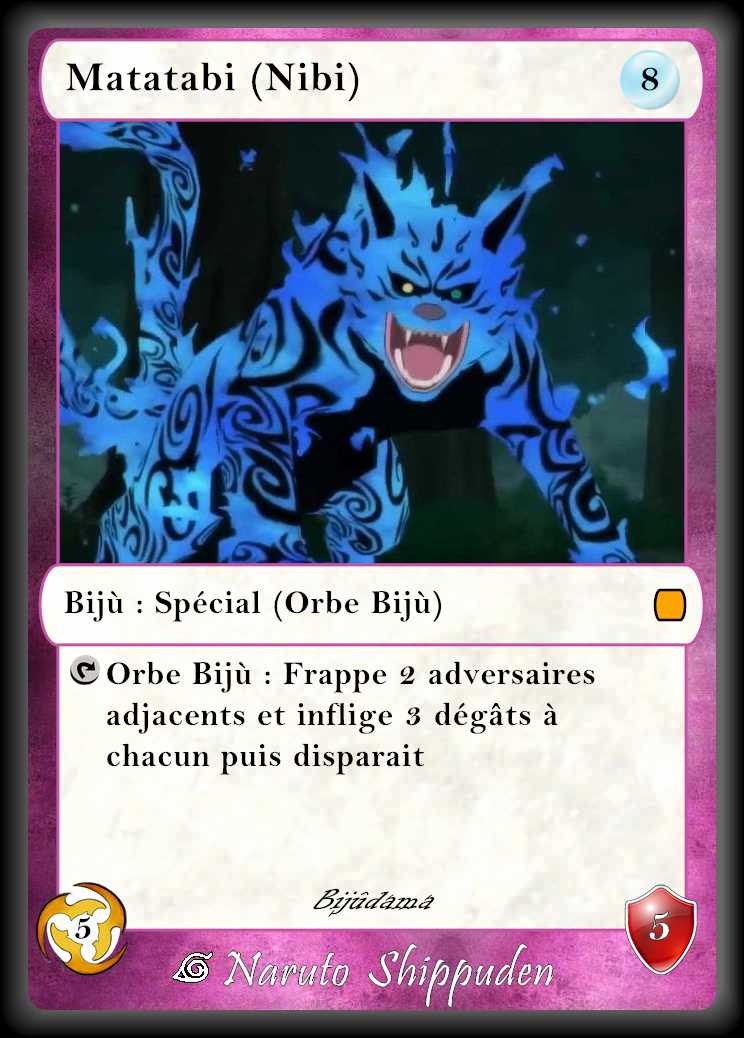 Matatabi (Nibi)
8
Bijù : Spécial (Orbe Bijù)
Orbe Bijù : Frappe 2 adversaires
adjacents et inflige 3 dégâts à
chacun puis disparait
Bijûdama
5
5
Naruto Shippuden